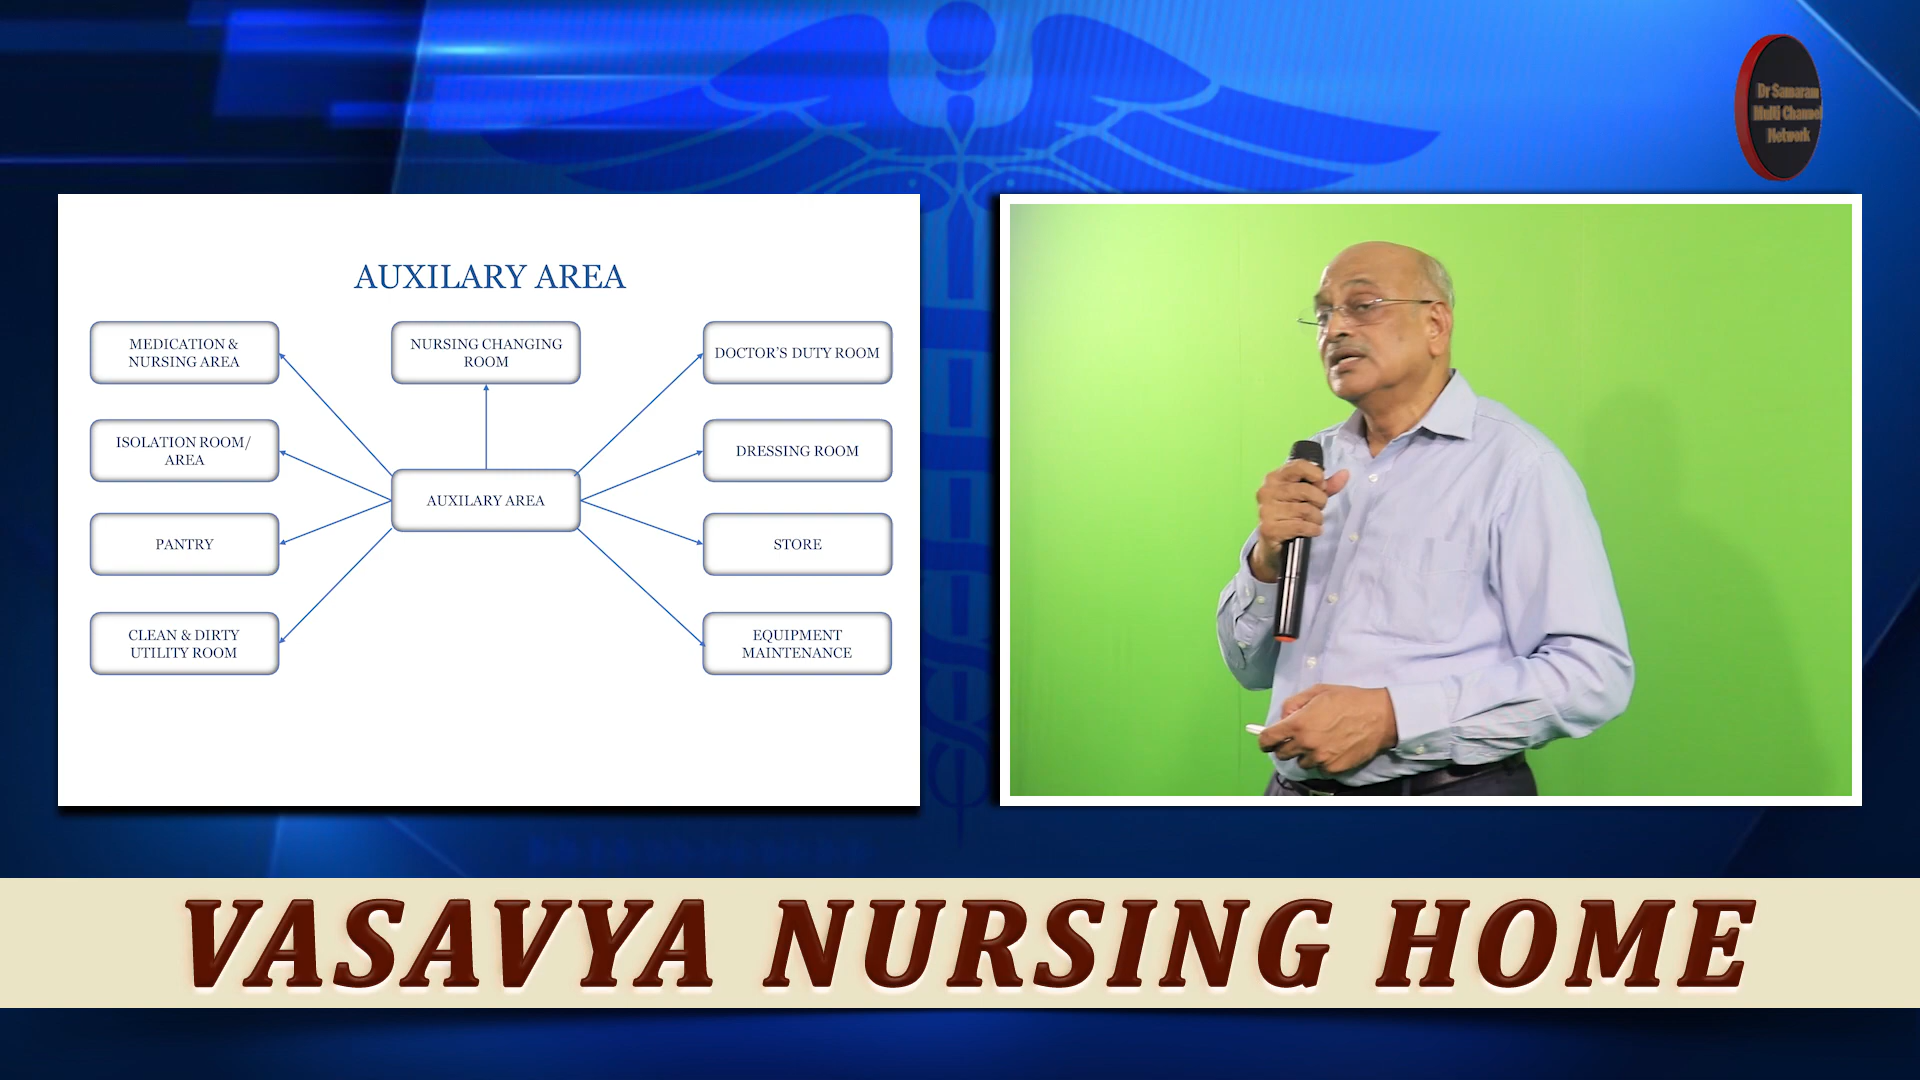 Dr Samaram
Multi Channel
Network
AUXILARY AREA
MEDICATION &
NURSING AREA
NURSING CHANGING
ROOM
DOCTOR'S DUTY ROOM
ISOLATION ROOM/
AREA
DRESSING ROOM
AUXILARY AREA
PANTRY
STORE
CLEAN & DIRTY
UTILITY ROOM
EQUIPMENT
MAINTENANCE
VASAVYA NURSING HOME